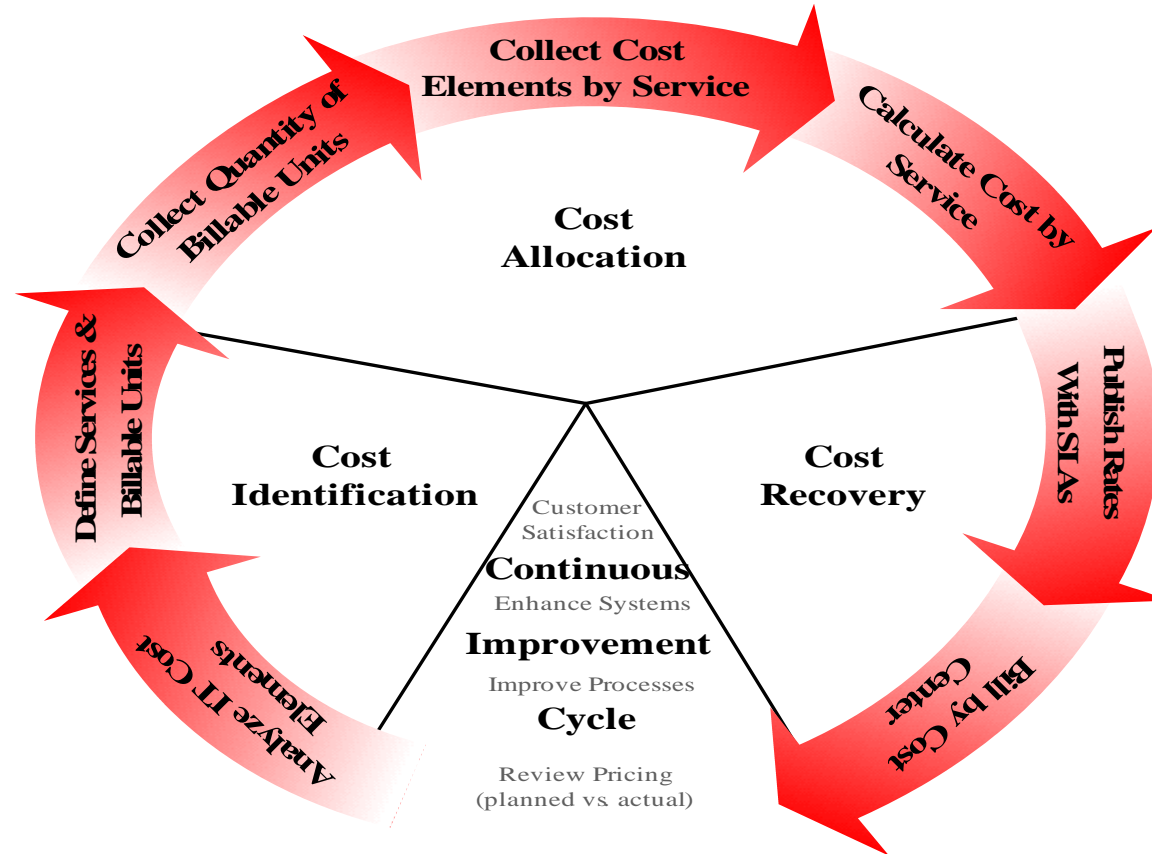 Collect Cost
Elements by Service
Calculate Cost by
Service
Publish Rates
With SLAs
Bill by Cost
Center
Analyze IT Cost
Elements
Define Services &
Billable Units
Collect Quantity of
Billable Units
Cost
Allocation
Cost
Identification
Cost
Recovery
Customer
Satisfaction
Continuous
Enhance Systems
Improvement
Improve Processes
Cycle
Review Pricing
(planned vs. actual)